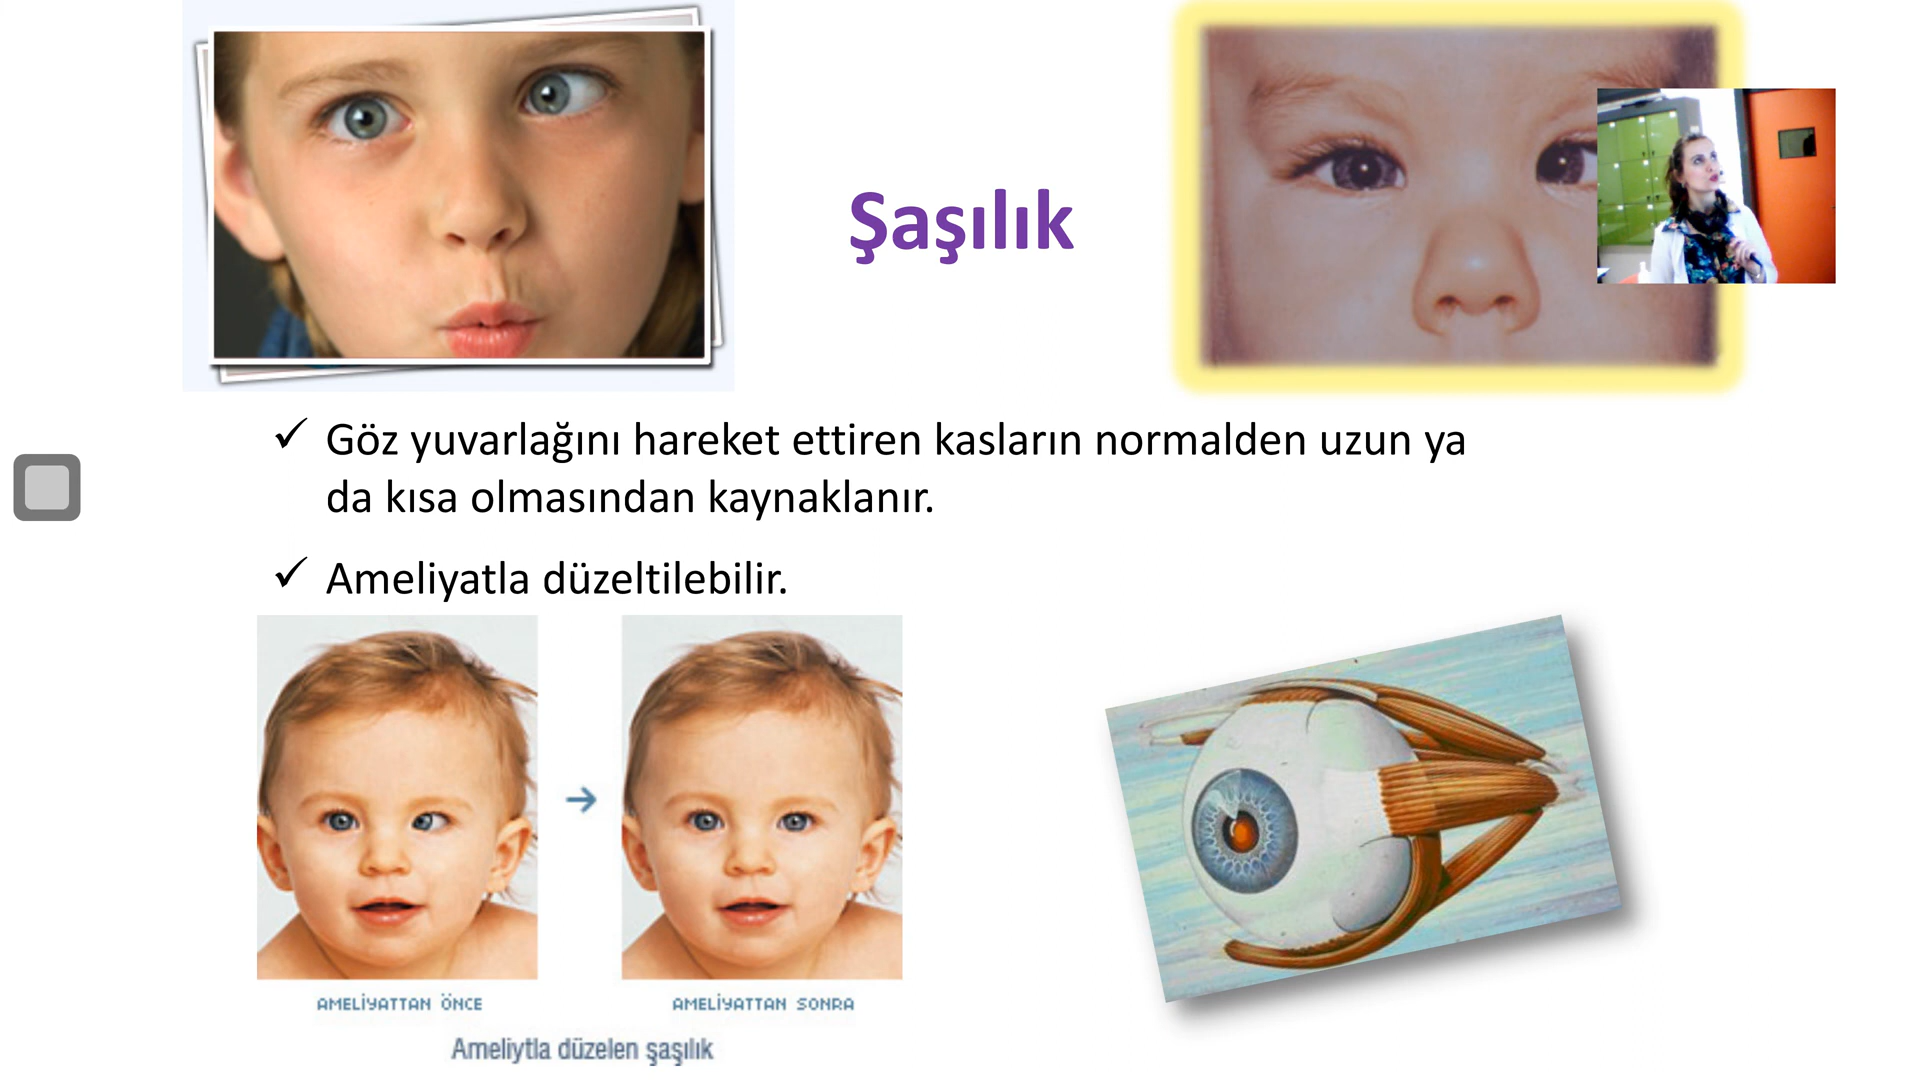 Şaşılık
Göz yuvarlağını hareket ettiren kasların normalden uzun ya
da kısa olmasından kaynaklanır.
Ameliyatla düzeltilebilir.
AMELİYATTAN ÖNCE
AMELİYATTAN SONRA
Ameliytla düzelen şaşılık